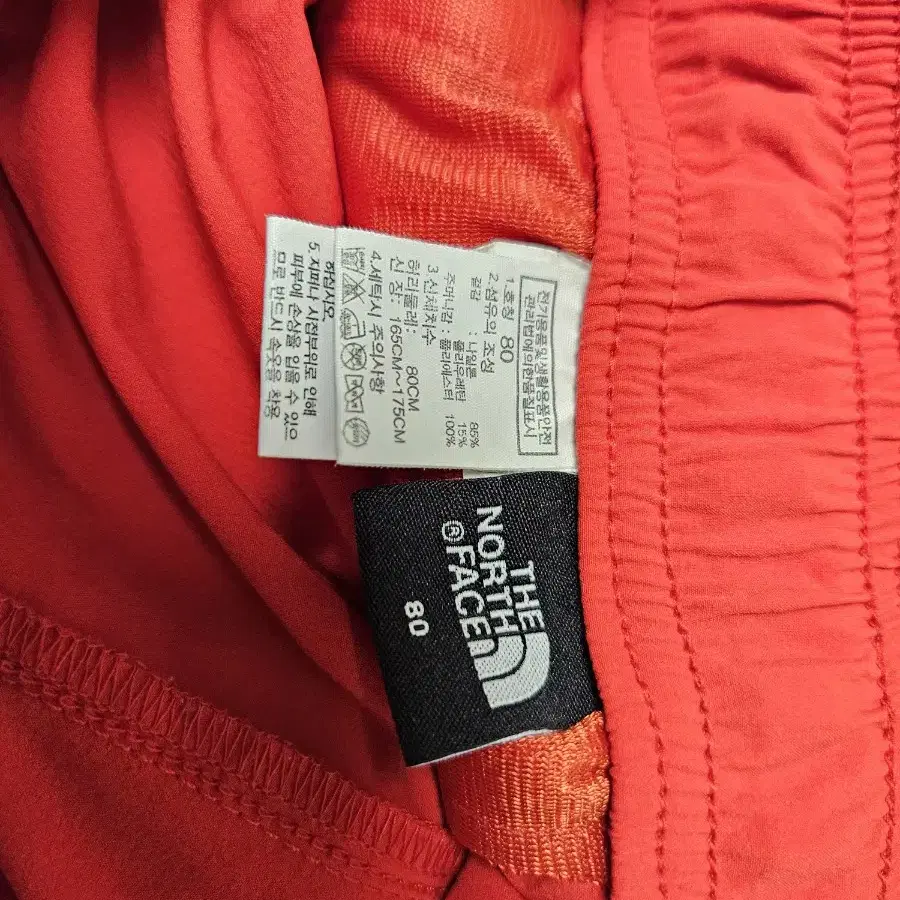 전기용품및생활용품안전
관리법에의한품질표시
1.호칭 80
2.섬유의 조성
겉감 : 나일론 85%
폴리우레탄 15%
주머니감 : 폴리에스터 100%
3.신체치수
허리둘레: 80CM
신 장: 165CM~175CM
4.세탁시 주의사항
하십시오.
5.지퍼나 시접부위로 인해
피부에 손상을 입을 수 있으
므로 반드시 속옷을 착용
THE
NORTH
®FACE
80